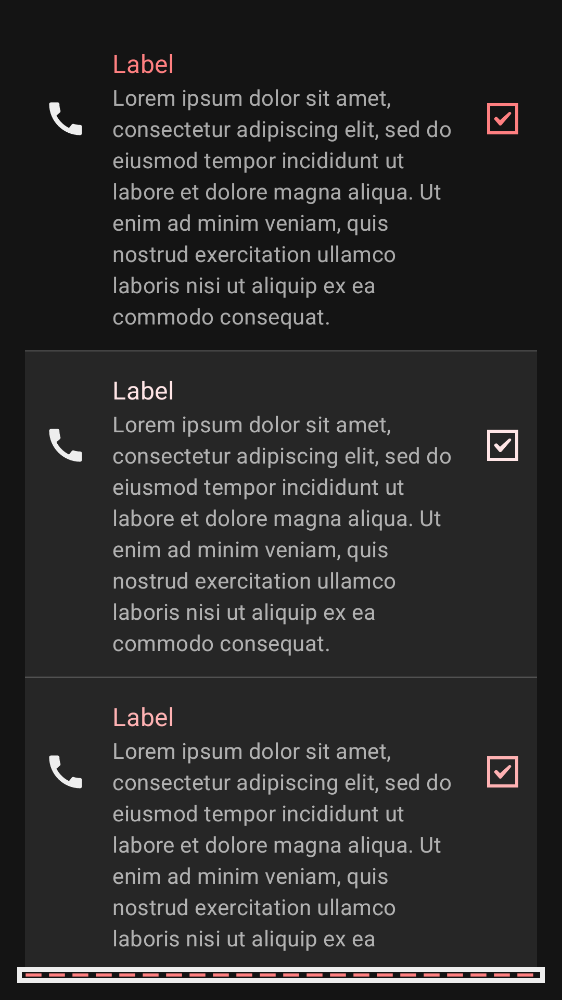 Label
Lorem ipsum dolor sit amet,
consectetur adipiscing elit, sed do
eiusmod tempor incididunt ut
labore et dolore magna aliqua. Ut
enim ad minim veniam, quis
nostrud exercitation ullamco
laboris nisi ut aliquip ex ea
commodo consequat.
Label
Lorem ipsum dolor sit amet,
consectetur adipiscing elit, sed do
eiusmod tempor incididunt ut
labore et dolore magna aliqua. Ut
enim ad minim veniam, quis
nostrud exercitation ullamco
laboris nisi ut aliquip ex ea
commodo consequat.
Label
Lorem ipsum dolor sit amet,
consectetur adipiscing elit, sed do
eiusmod tempor incididunt ut
labore et dolore magna aliqua. Ut
enim ad minim veniam, quis
nostrud exercitation ullamco
laboris nisi ut aliquip ex ea